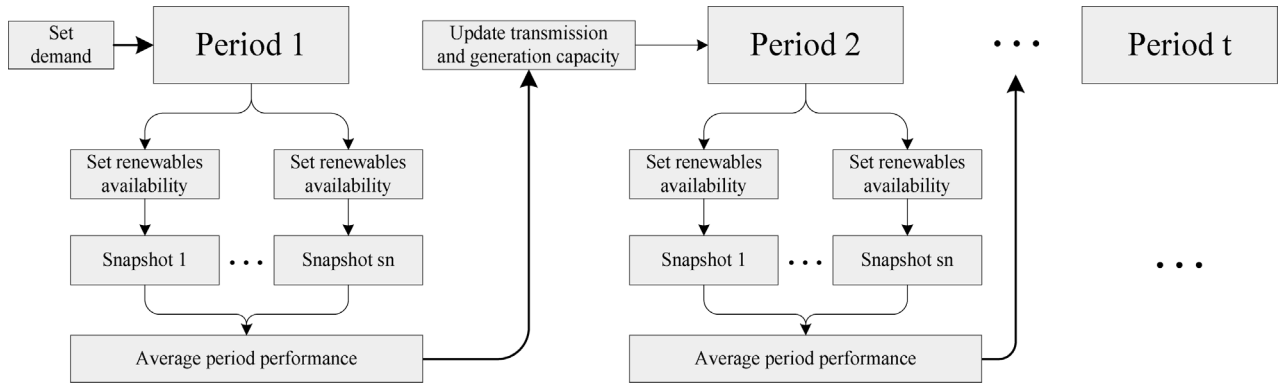 Set
demand
Period 1
Update transmission
and generation capacity
Period 2
• • •
Period t
Set renewables
availability
Set renewables
availability
Set renewables
availability
Set renewables
availability
Snapshot 1
• • •
Snapshot sn
Snapshot 1
• • •
Snapshot sn
• • •
Average period performance
Average period performance